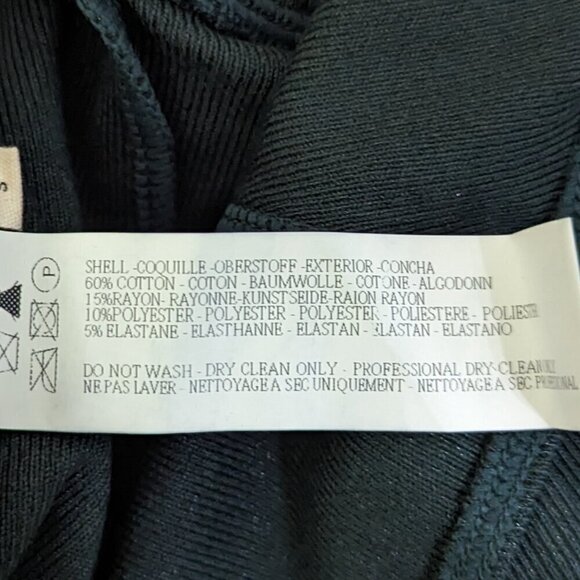 S
P
SHELL -COQUILLE -OBERSTOFF -EXTERIOR -CONCHA
60% COTTON - COTON - BAUMWOLLE - COTONE - ALGODONN
15%RAYON- RAYONNE-KUNSTSEIDE-RAION RAYON
10%POLYESTER - POLYESTER - POLYESTER - POLIESTERE - POLIESTE
5% ELASTANE - ELASTHANNE - ELASTAN - ELASTAN - ELASTANO
DO NOT WASH - DRY CLEAN ONLY - PROFESSIONAL DRY-CLEAN
NE PAS LAVER - NETTOYAGE A SEC UNIQUEMENT - NETTOYAGE A SEC